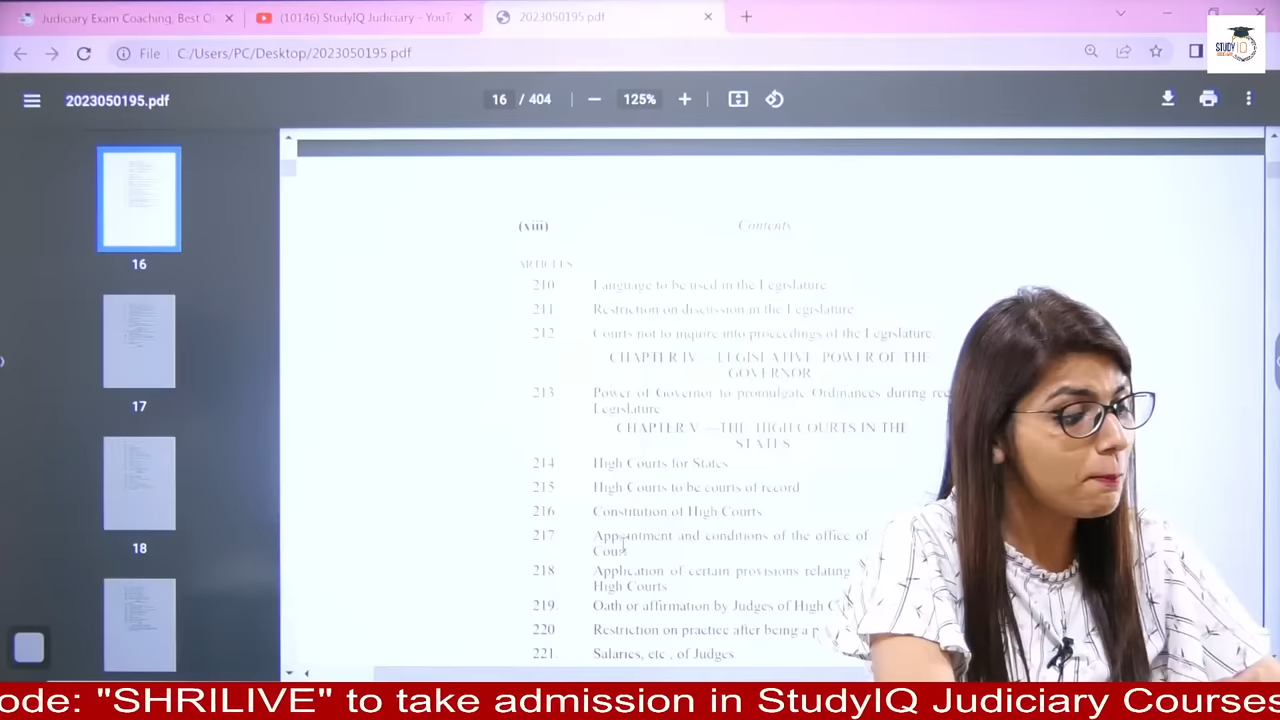 Judiciary Exam Coaching, Best O
(10146) StudyIQ Judiciary - YouT
2023050195.pdf
File C:/Users/PC/Desktop/2023050195.pdf
STUDY IQ
2023050195.pdf
16 / 404
125%
(xiii) Contents
ARTICLES
210 Language to be used in the Legislature
211 Restriction on discussion in the Legislature
212 Courts not to inquire into proceedings of the Legislature.
CHAPTER IV LEGISLATIVE POWER OF THE
GOVERNOR
213 Power of Governor to promulgate Ordinances during rec
Legislature
CHAPTER V.—THE HIGH COURTS IN THE
STATES
214 High Courts for States
215 High Courts to be courts of record
216 Constitution of High Courts
217 Appointment and conditions of the office of
Court
218 Application of certain provisions relating
High Courts
219. Oath or affirmation by Judges of High C
220 Restriction on practice after being a p
221. Salaries, etc., of Judges
16
17
18
ode: "SHRILIVE" to take admission in StudyIQ Judiciary Courses